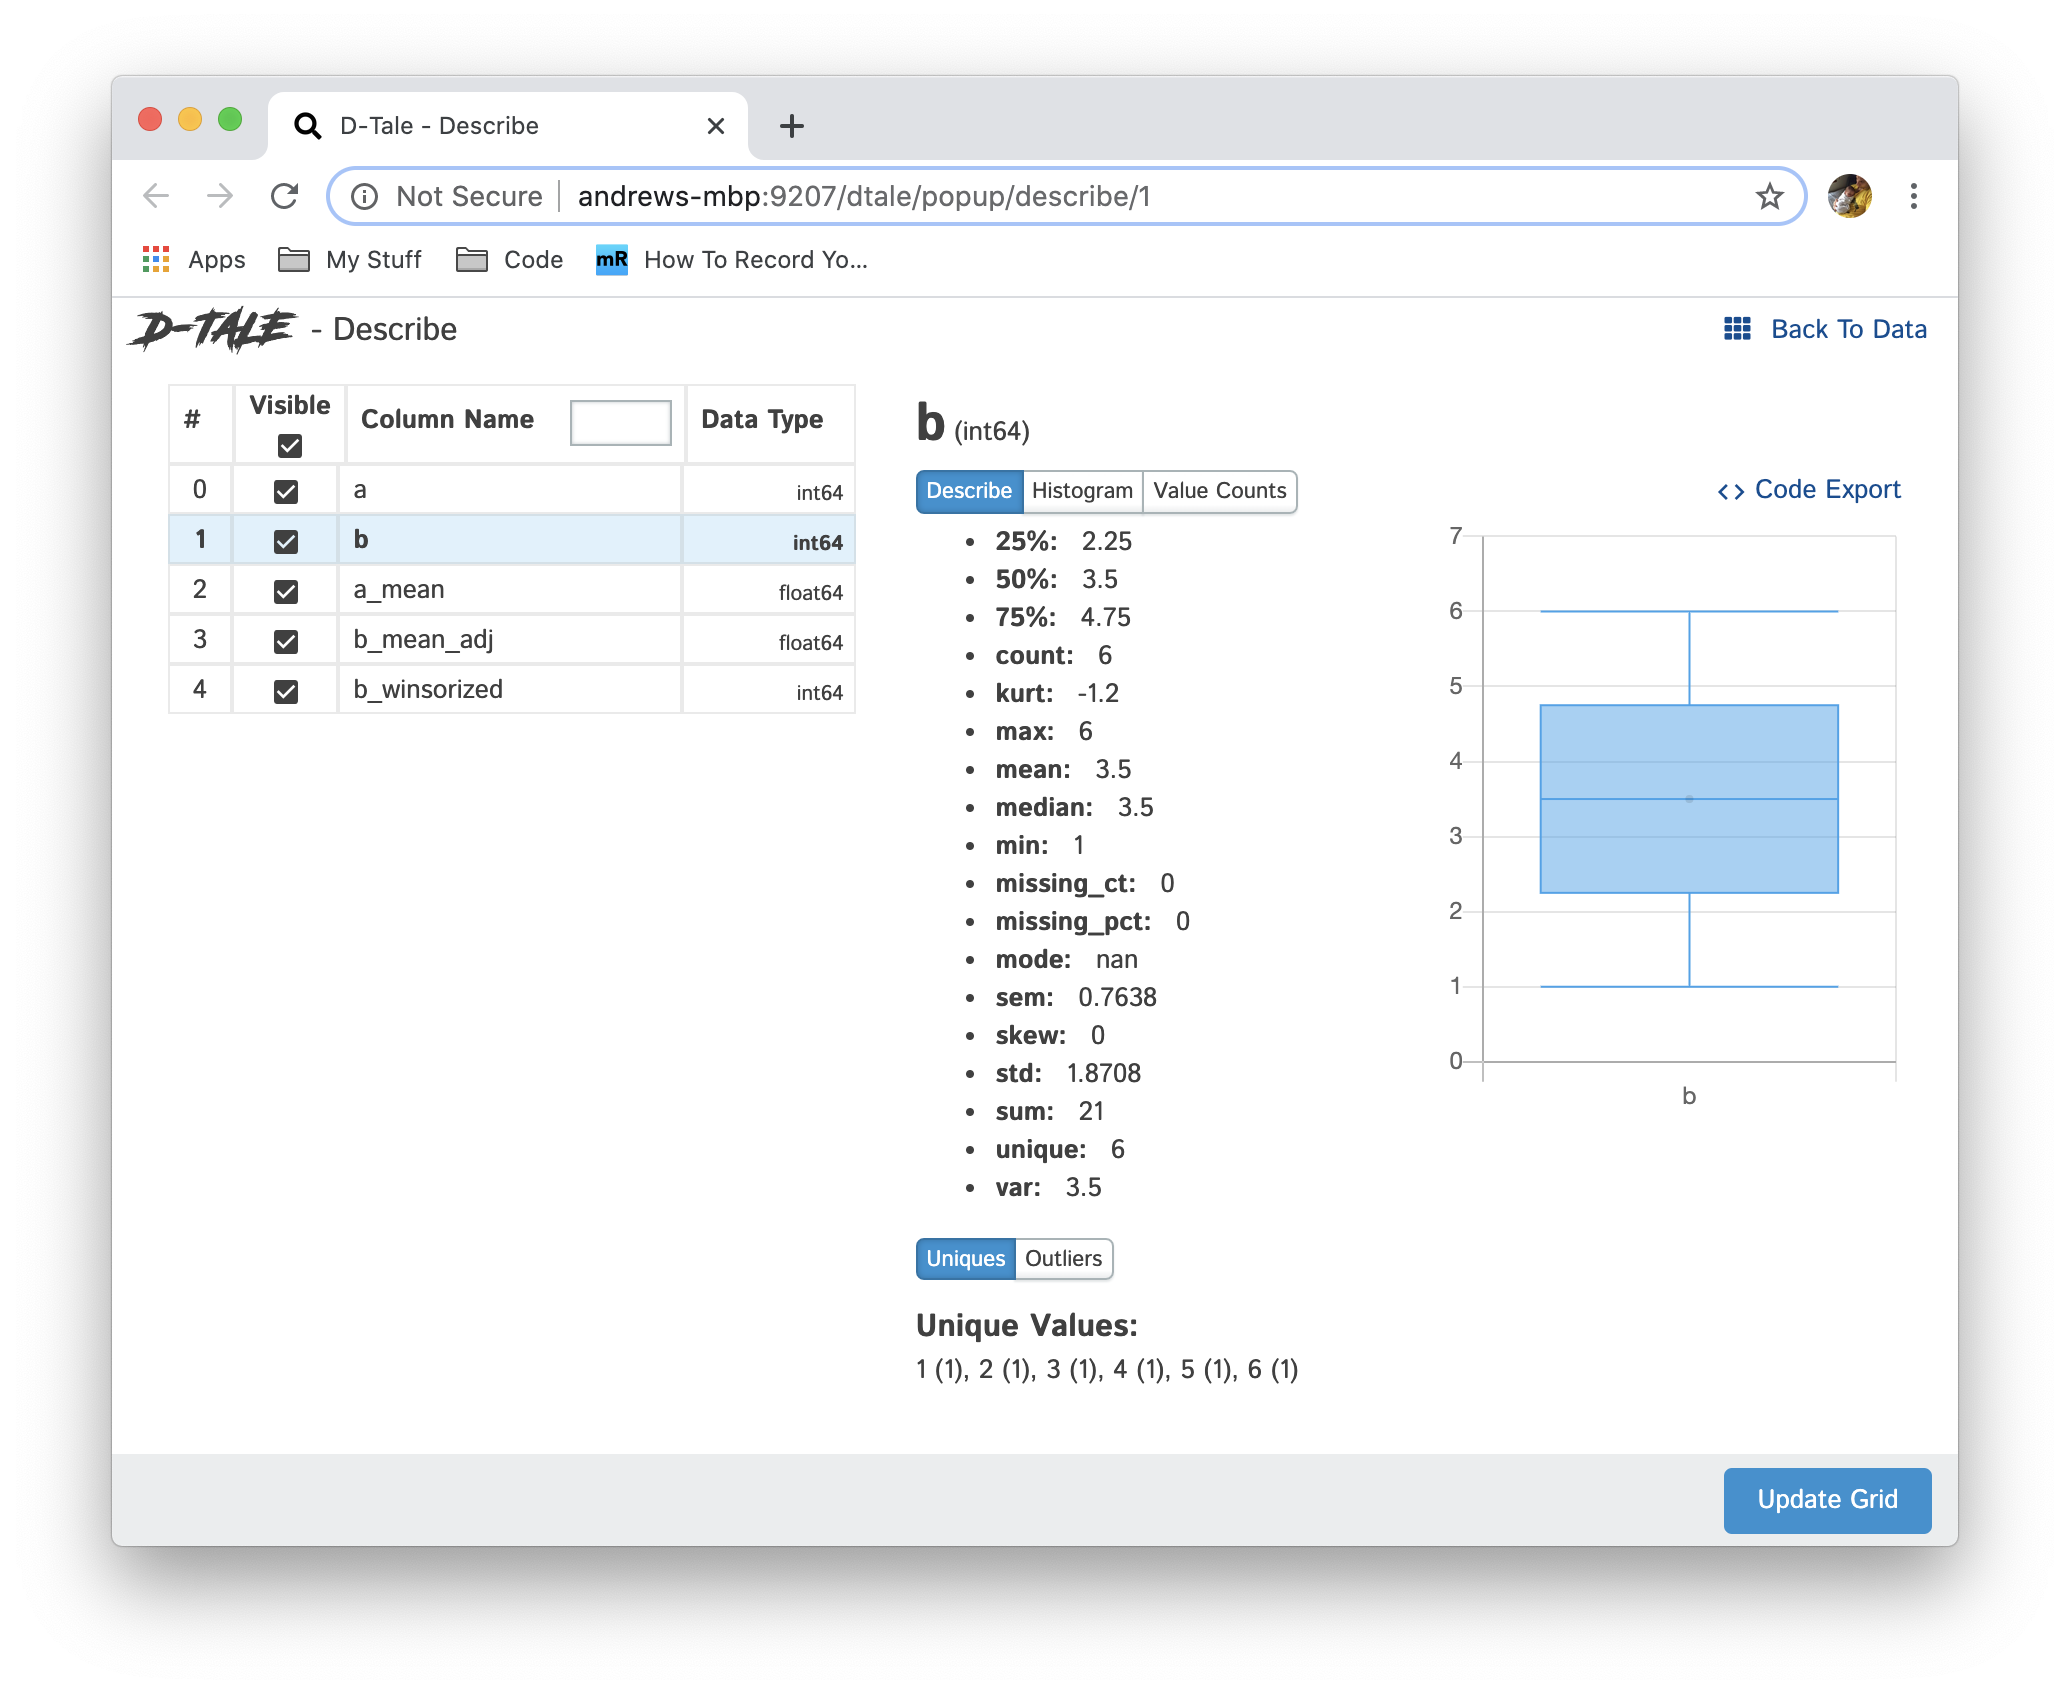 D-Tale - Describe
Not Secure andrews-mbp:9207/dtale/popup/describe/1
Apps My Stuff Code mR How To Record Yo...
D-TALE - Describe Back To Data
# Visible Column Name Data Type
0 a int64
1 b int64
2 a_mean float64
3 b_mean_adj float64
4 b_winsorized int64
b (int64)
Describe Histogram Value Counts
<> Code Export
25%: 2.25
50%: 3.5
75%: 4.75
count: 6
kurt: -1.2
max: 6
mean: 3.5
median: 3.5
min: 1
missing_ct: 0
missing_pct: 0
mode: nan
sem: 0.7638
skew: 0
std: 1.8708
sum: 21
unique: 6
var: 3.5
7
6
5
4
3
2
1
0
b
Uniques Outliers
Unique Values:
1 (1), 2 (1), 3 (1), 4 (1), 5 (1), 6 (1)
Update Grid